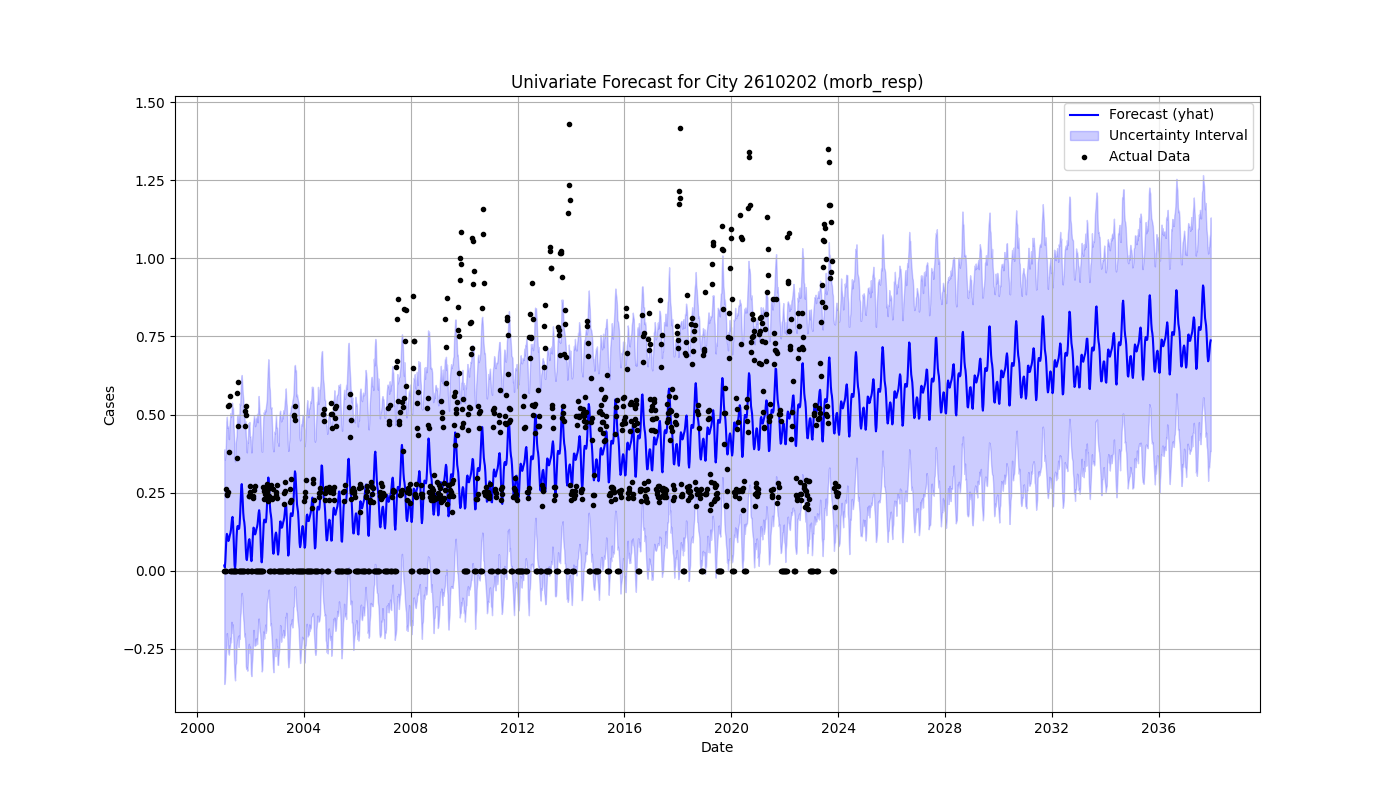 Univariate Forecast for City 2610202 (morb_resp)
Forecast (yhat)
Uncertainty Interval
Actual Data
Cases
1.50
1.25
1.00
0.75
0.50
0.25
0.00
−0.25
2000 2004 2008 2012 2016 2020 2024 2028 2032 2036
Date